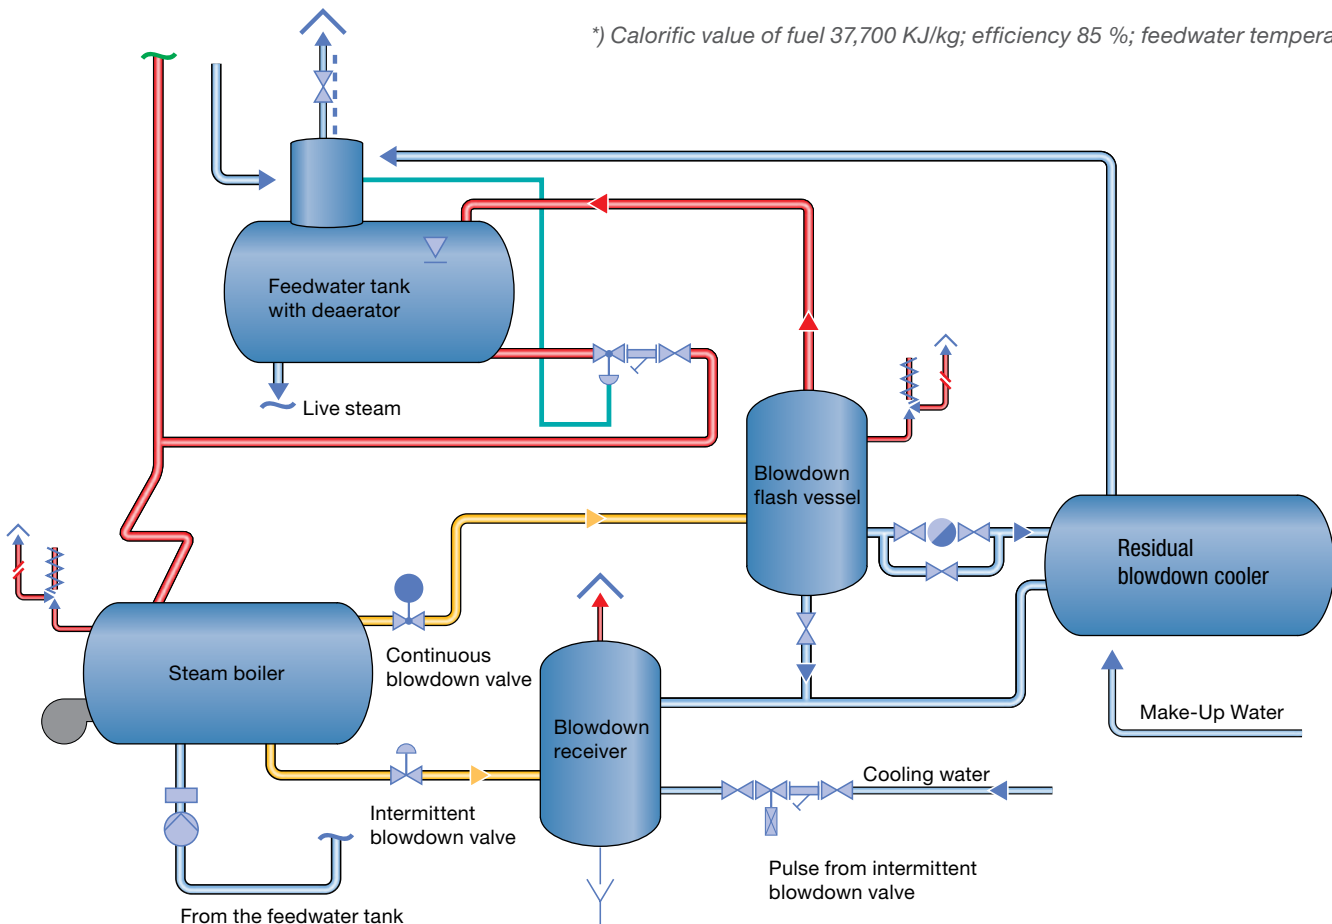 *) Calorific value of fuel 37,700 KJ/kg; efficiency 85 %; feedwater tempera
Feedwater tank
with deaerator
Live steam
Blowdown
flash vessel
Residual
blowdown cooler
Steam boiler
Continuous
blowdown valve
Blowdown
receiver
Make-Up Water
Cooling water
Intermittent
blowdown valve
Pulse from intermittent
blowdown valve
From the feedwater tank